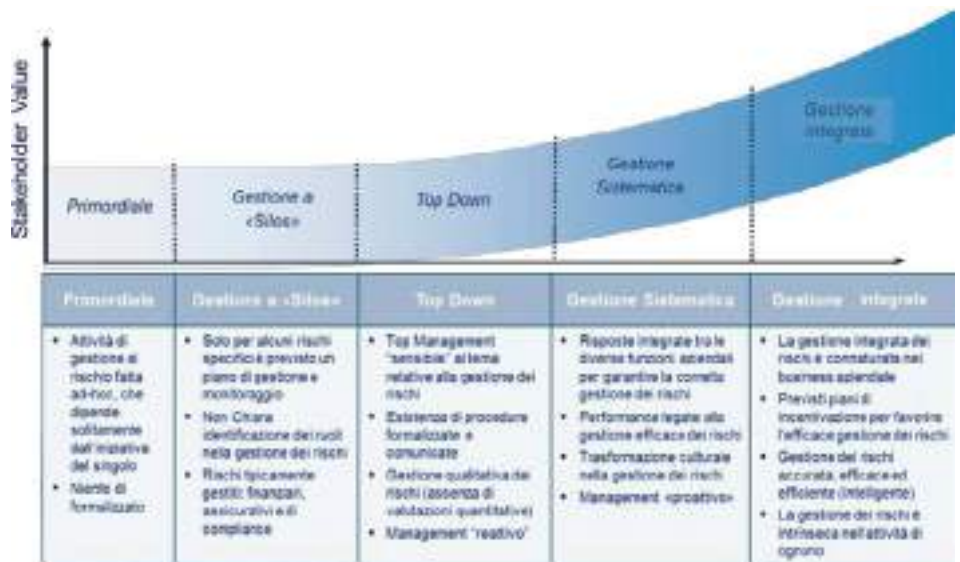 Stakeholder Value
Primordiale
Gestione a
«Silos»
Top Down
Gestione
Sistematica
Gestione
integrata
Primordiale
Gestione a «Silos»
Top Down
Gestione Sistematica
Gestione integrata
• Attività di
gestione al
rischio fatta
ad-hoc, che
dipende
solitamente
dall'iniziativa
del singolo
• Niente di
formalizzato
• Solo per alcuni rischi
specifici è previsto un
piano di gestione e
monitoraggio
• Non Chiara
identificazione dei ruoli
nella gestione dei rischi
• Rischi tipicamente
gestiti: finanziari,
assicurativi e di
compliance
• Top Management
"sensibile" al tema
relative alla gestione dei
rischi
• Esistenza di procedure
formalizzate e
comunicate
• Gestione qualitativa dei
rischi (assenza di
valutazioni quantitative)
• Management "reattivo"
• Risposte integrate tra le
diverse funzioni aziendali
per garantire la corretta
gestione dei rischi
• Performance legate alla
gestione efficace dei rischi
• Trasformazione culturale
nella gestione dei rischi
• Management «proattivo»
• La gestione integrata dei
rischi è connaturata nel
business aziendale
• Previsti piani di
incentivazione per favorire
l'efficace gestione dei rischi
• Gestione dei rischi
accurata, efficace ed
efficiente (intelligente)
• La gestione dei rischi è
intrinseca nell'attività di
ognuno